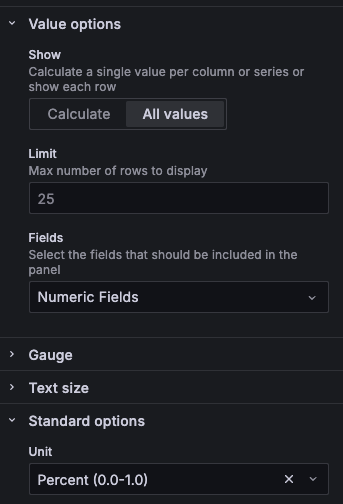 Value options
Show
Calculate a single value per column or series or
show each row
Calculate All values
Limit
Max number of rows to display
25
Fields
Select the fields that should be included in the
panel
Numeric Fields
Gauge
Text size
Standard options
Unit
Percent (0.0-1.0)